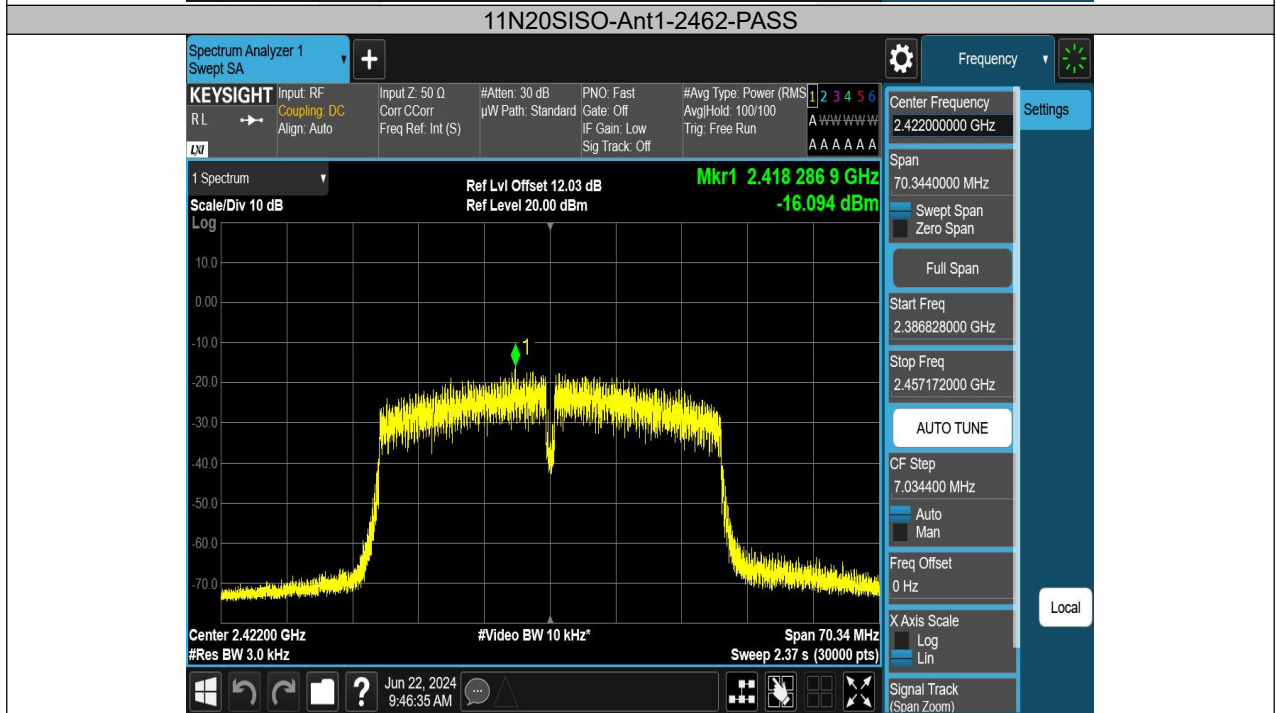 11N20SISO-Ant1-2462-PASS
Spectrum Analyzer 1
Swept SA
+
Frequency
KEYSIGHT
RL
LXI
Input: RF
Coupling: DC
Align: Auto
Input Z: 50 Ω
Corr CCorr
Freq Ref: Int (S)
#Atten: 30 dB
µW Path: Standard
PNO: Fast
Gate: Off
IF Gain: Low
Sig Track: Off
#Avg Type: Power (RMS
Avg|Hold: 100/100
Trig: Free Run
1 2 3 4 5 6
A W W W W W
A A A A A A
Settings
Center Frequency
2.422000000 GHz
Span
70.3440000 MHz
Swept Span
Zero Span
Full Span
Start Freq
2.386828000 GHz
Stop Freq
2.457172000 GHz
AUTO TUNE
CF Step
7.034400 MHz
Auto
Man
Freq Offset
0 Hz
X Axis Scale
Log
Lin
Signal Track
(Span Zoom)
Local
1 Spectrum
Scale/Div 10 dB
Log
Ref Lvl Offset 12.03 dB
Ref Level 20.00 dBm
Mkr1 2.418 286 9 GHz
-16.094 dBm
10.0
0.00
-10.0
-20.0
-30.0
-40.0
-50.0
-60.0
-70.0
1
Center 2.42200 GHz
#Video BW 10 kHz*
Span 70.34 MHz
#Res BW 3.0 kHz
Sweep 2.37 s (30000 pts)
?
Jun 22, 2024
9:46:35 AM